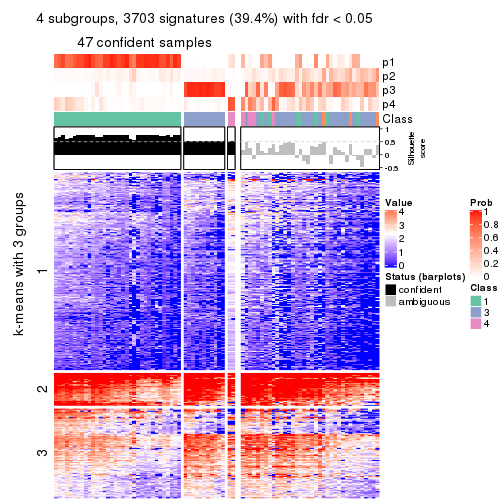 4 subgroups, 3703 signatures (39.4%) with fdr < 0.05
47 confident samples
p1
p2
p3
p4
Class
1
0.5
0
-0.5
Silhouette
score
k-means with 3 groups
1
2
3
Value
4
3
2
1
0
Status (barplots)
confident
ambiguous
Prob
1
0.8
0.6
0.4
0.2
0
Class
1
3
4